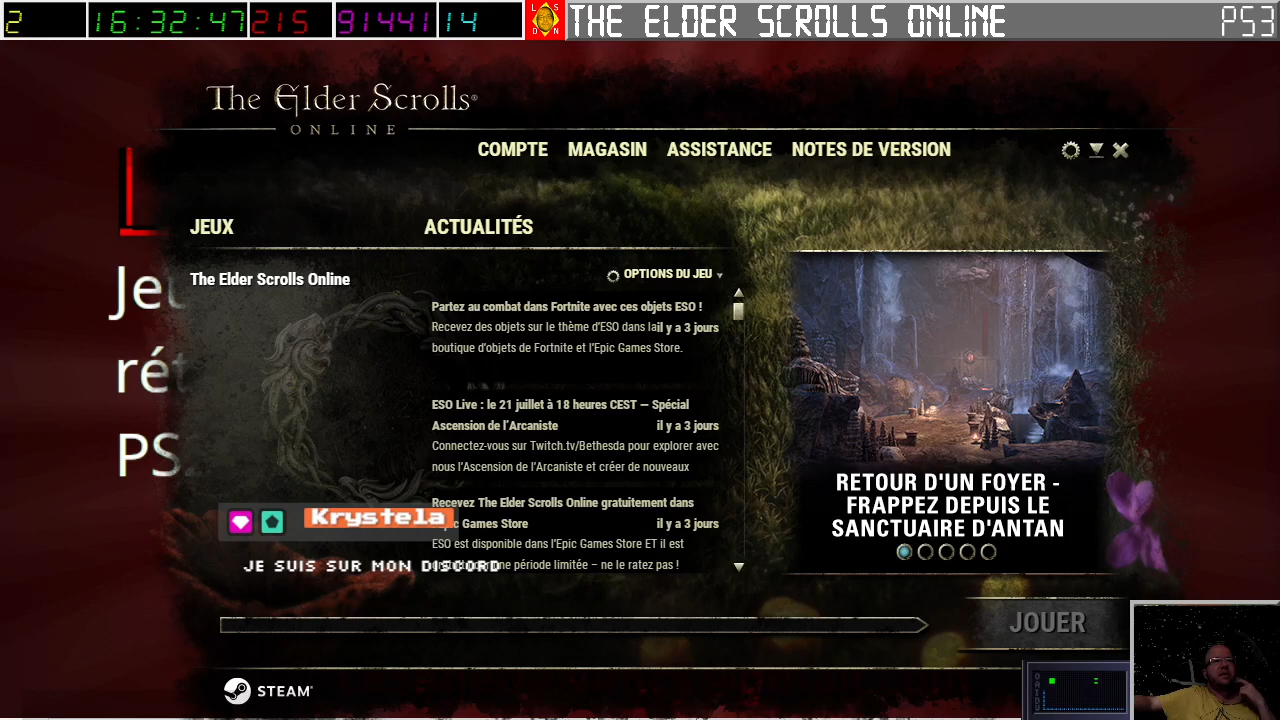 2 16:32:47 215 91441 14 LSDN THE ELDER SCROLLS ONLINE PS3
The Elder Scrolls®
ONLINE
COMPTE MAGASIN ASSISTANCE NOTES DE VERSION
JEUX ACTUALITÉS
The Elder Scrolls Online OPTIONS DU JEU
Partez au combat dans Fortnite avec ces objets ESO !
Recevez des objets sur le thème d'ESO dans la il y a 3 jours
boutique d'objets de Fortnite et l'Epic Games Store.
ESO Live : le 21 juillet à 18 heures CEST — Spécial
Ascension de l'Arcaniste il y a 3 jours
Connectez-vous sur Twitch.tv/Bethesda pour explorer avec
nous l'Ascension de l'Arcaniste et créer de nouveaux
Recevez The Elder Scrolls Online gratuitement dans
Games Store il y a 3 jours
ESO est disponible dans l'Epic Games Store ET il est
une période limitée – ne le ratez pas !
RETOUR D'UN FOYER -
FRAPPEZ DEPUIS LE
SANCTUAIRE D'ANTAN
Jeu
rét
PS
Krystela
JE SUIS SUR MON DISCORD
JOUER
STEAM